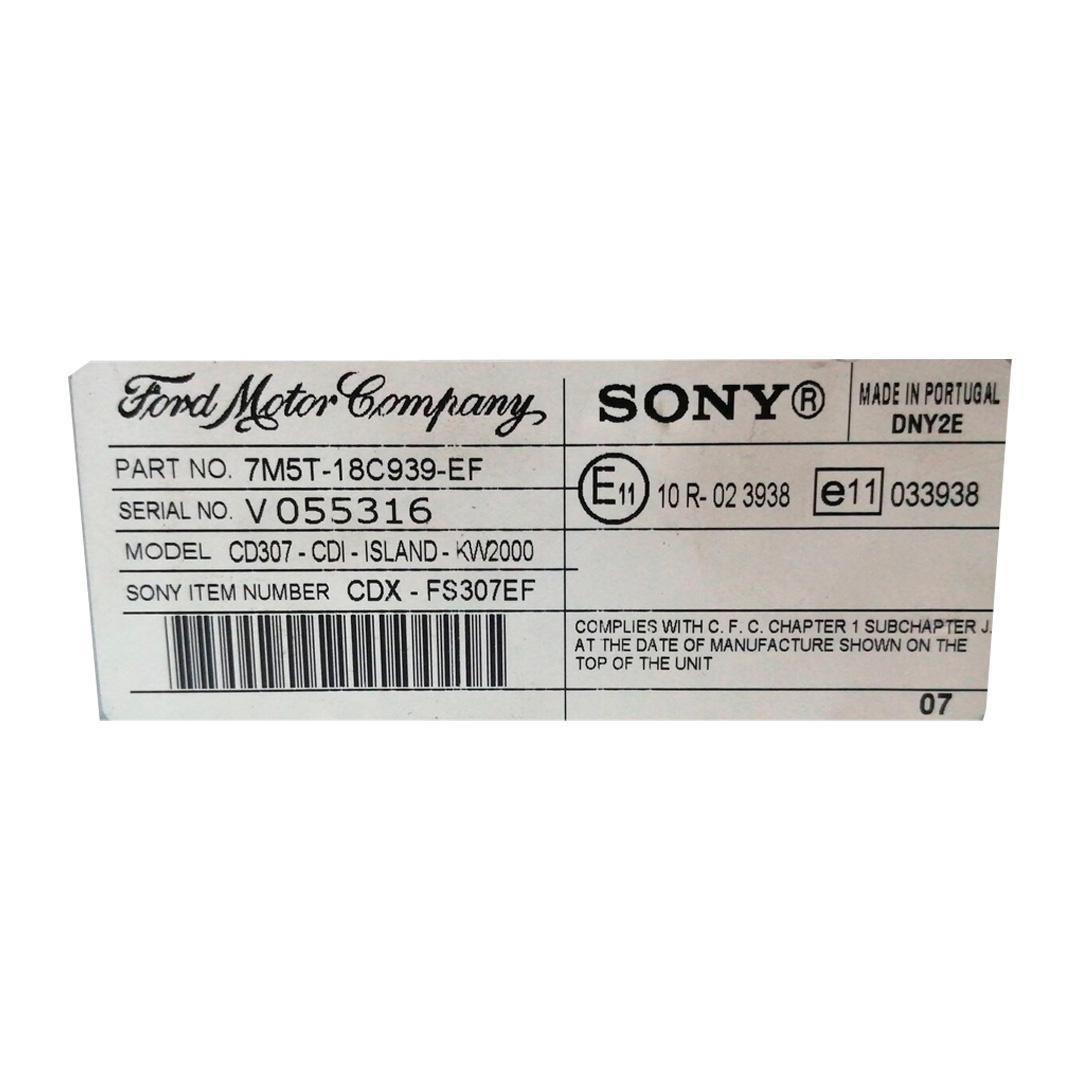 Ford Motor Company
SONY®
MADE IN PORTUGAL
DNY2E
PART NO. 7M5T-18C939-EF
SERIAL NO. V055316
MODEL CD307 - CDI - ISLAND - KW2000
SONY ITEM NUMBER CDX - FS307EF
E11 10 R- 02 3938 e11 033938
COMPLIES WITH C. F. C. CHAPTER 1 SUBCHAPTER J.
AT THE DATE OF MANUFACTURE SHOWN ON THE
TOP OF THE UNIT
07